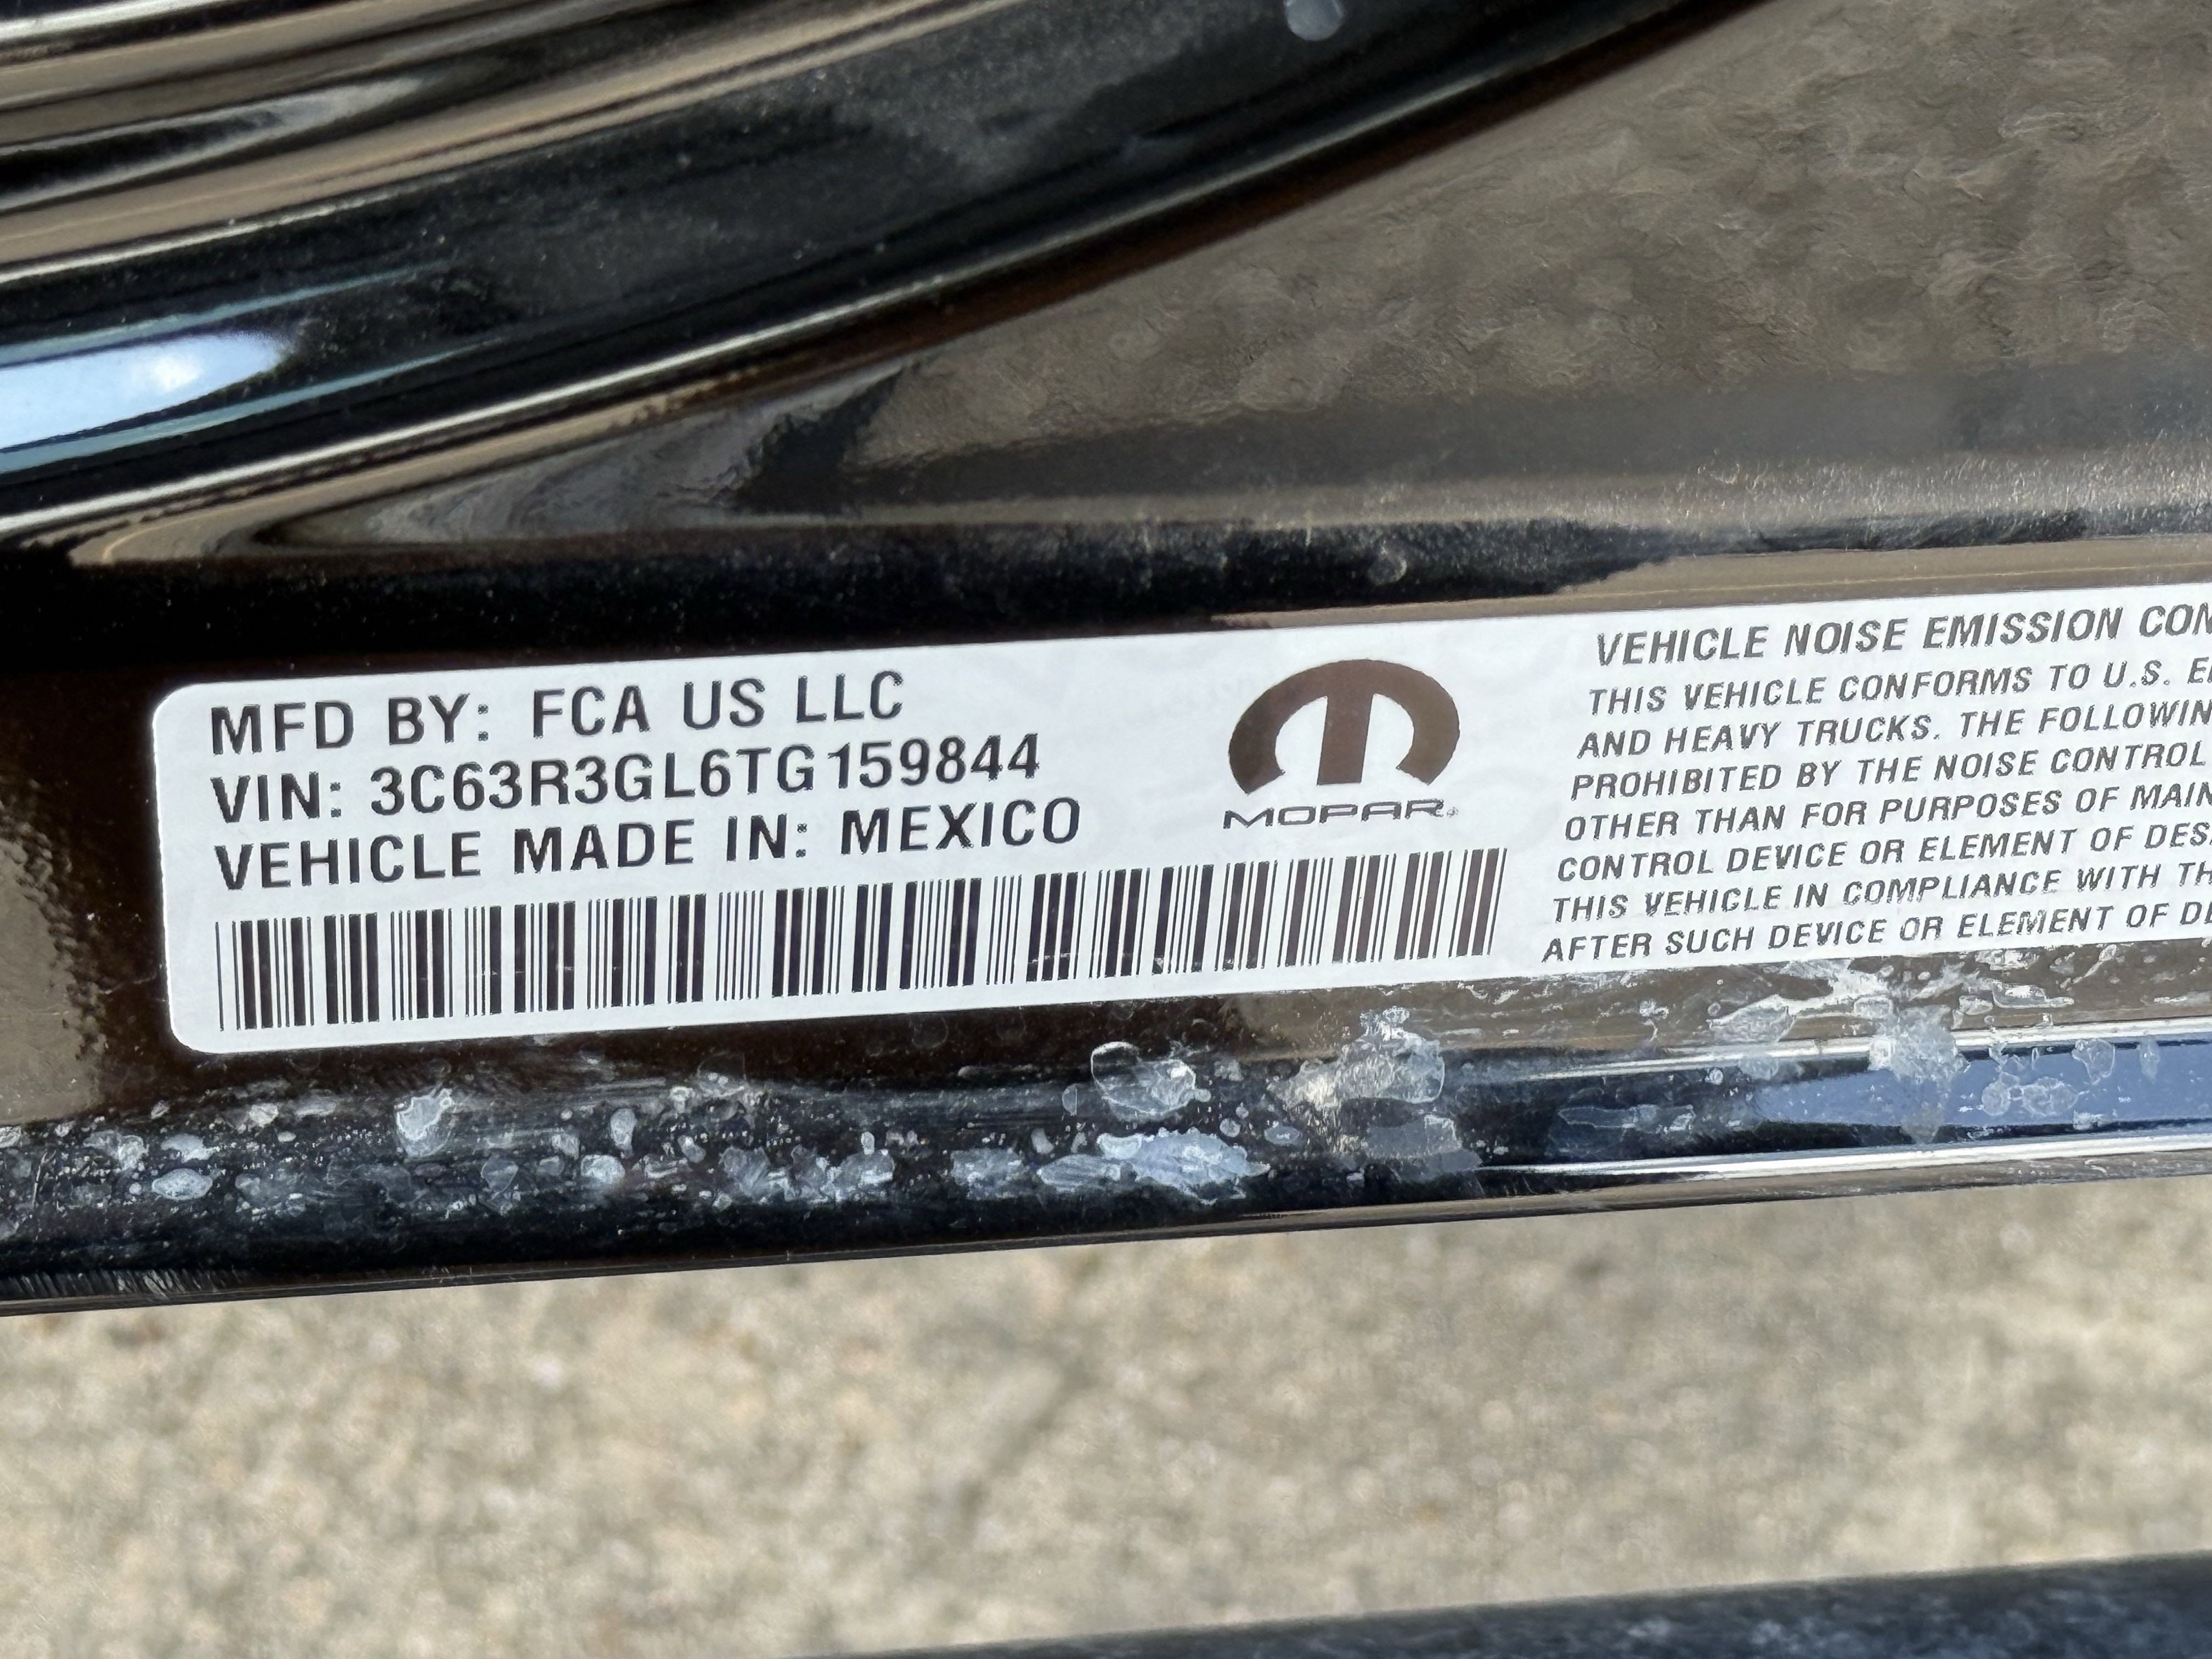 MFD BY: FCA US LLC
VIN: 3C63R3GL6TG159844
VEHICLE MADE IN: MEXICO
MOPAR
VEHICLE NOISE EMISSION
THIS VEHICLE CONFORMS TO U.S.
AND HEAVY TRUCKS. THE
PROHIBITED BY THE NOISE CONTROL
OTHER THAN FOR PURPOSES OF
CONTROL DEVICE OR ELEMENT OF
THIS VEHICLE IN COMPLIANCE WITH
AFTER SUCH DEVICE OR ELEMENT OF